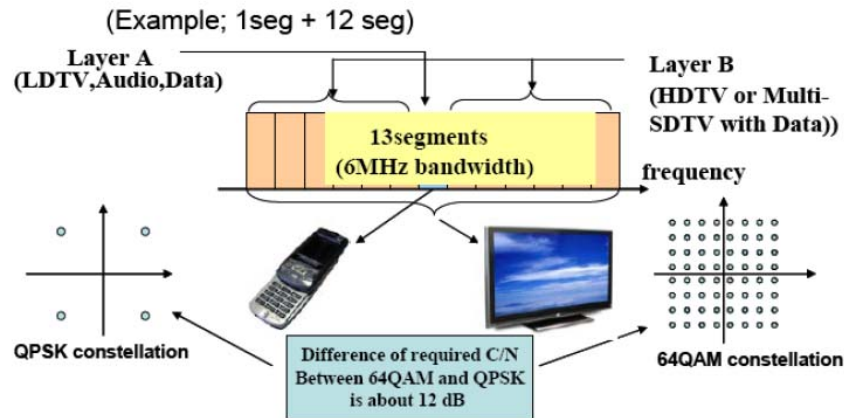 (Example; 1seg + 12 seg)
Layer A
(LDTV,Audio,Data)
Layer B
(HDTV or Multi-
SDTV with Data))
13segments
(6MHz bandwidth)
frequency
QPSK constellation
64QAM constellation
Difference of required C/N
Between 64QAM and QPSK
is about 12 dB